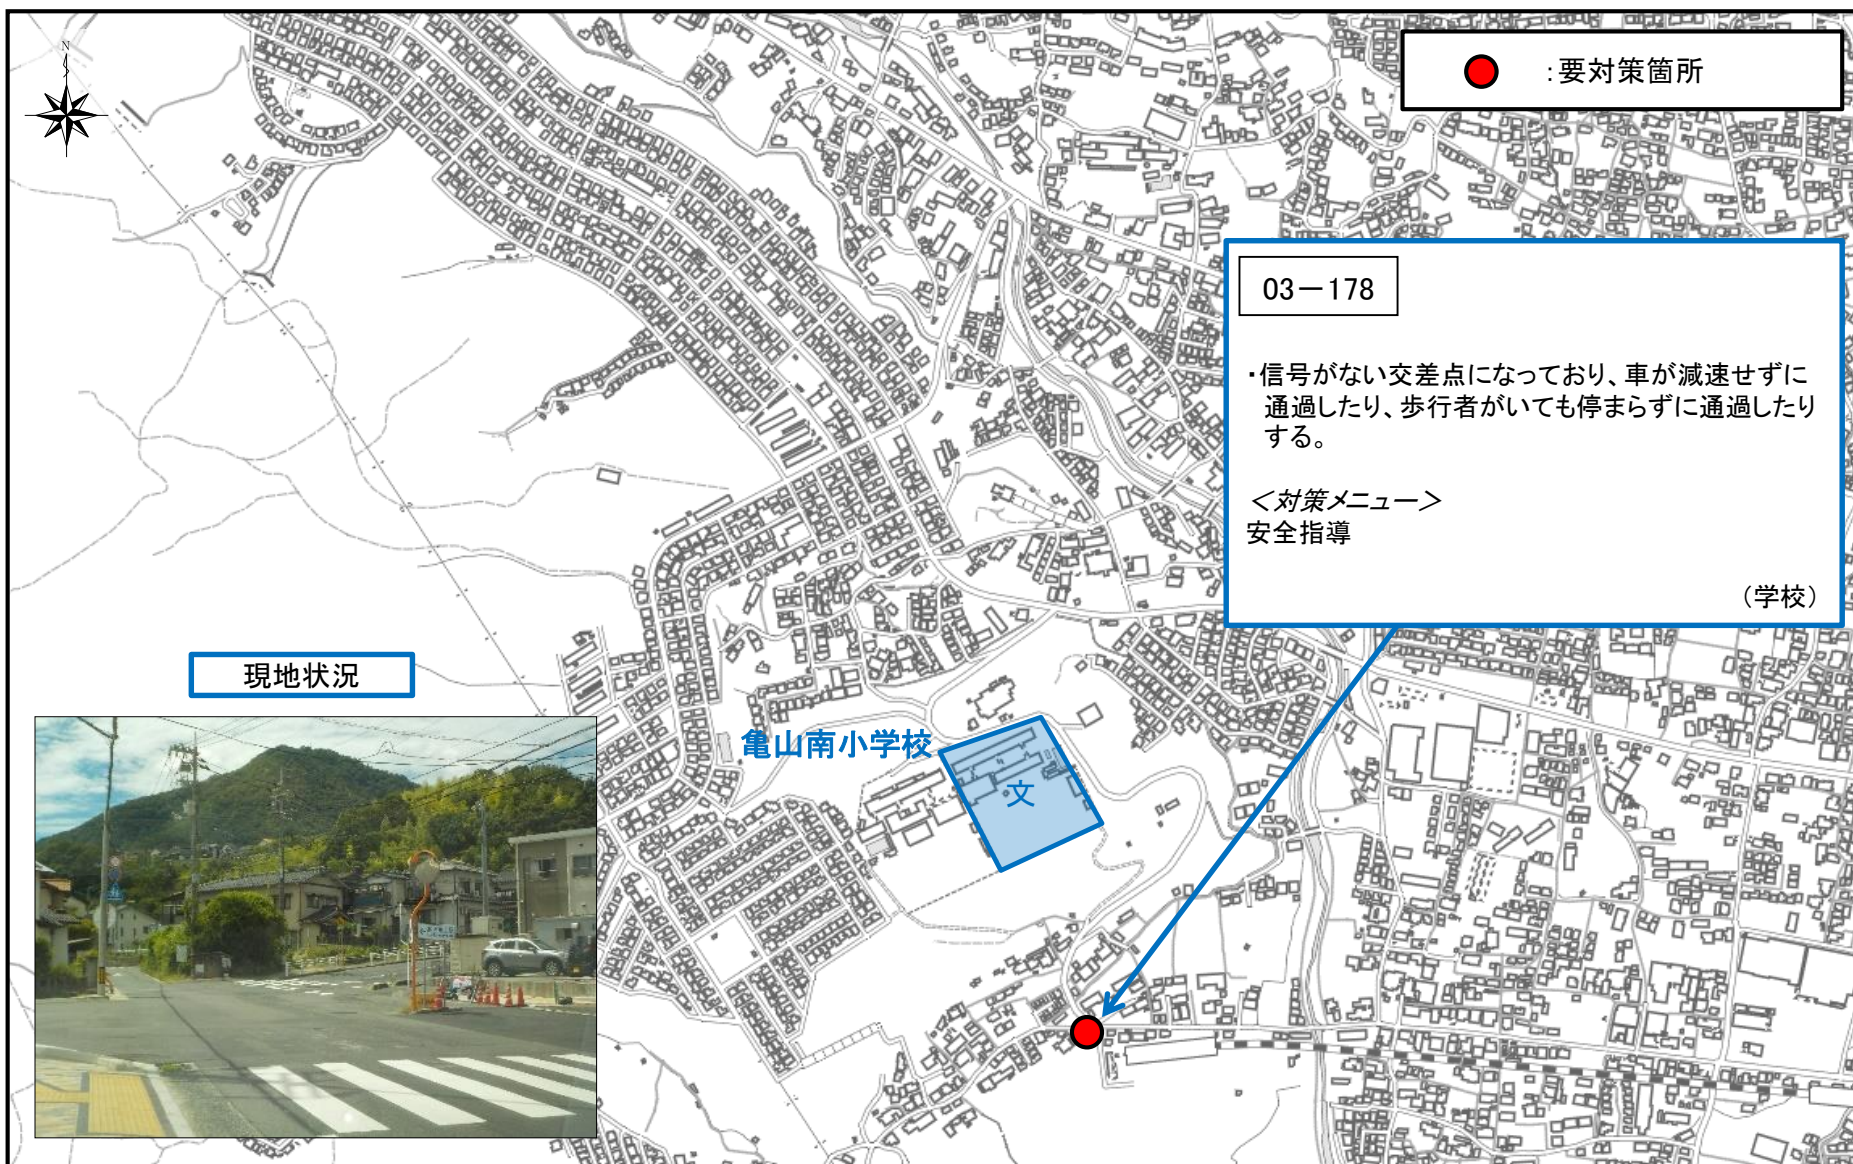 N
:要対策箇所
03－178
・信号がない交差点になっており、車が減速せずに
通過したり、歩行者がいても停まらずに通過したり
する。
＜対策メニュー＞
安全指導
（学校）
現地状況
亀山南小学校
文